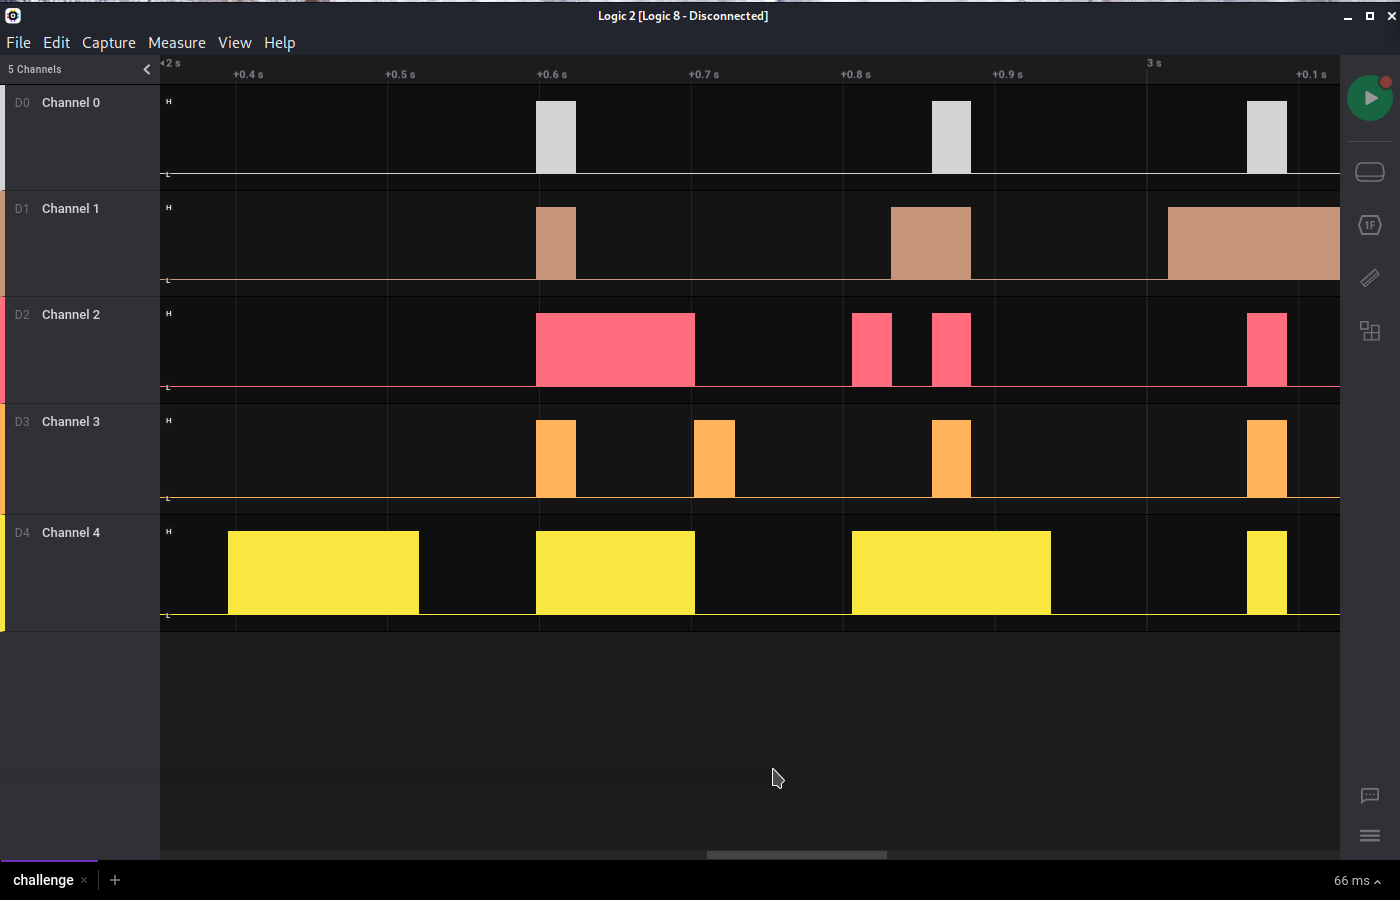 Logic 2 [Logic 8 - Disconnected]
File Edit Capture Measure View Help
5 Channels
2 s
3 s
+0.4 s +0.5 s +0.6 s +0.7 s +0.8 s +0.9 s +0.1 s
D0 Channel 0 H
L
D1 Channel 1 H
L
D2 Channel 2 H
L
D3 Channel 3 H
L
D4 Channel 4 H
L
1F
challenge × +
66 ms